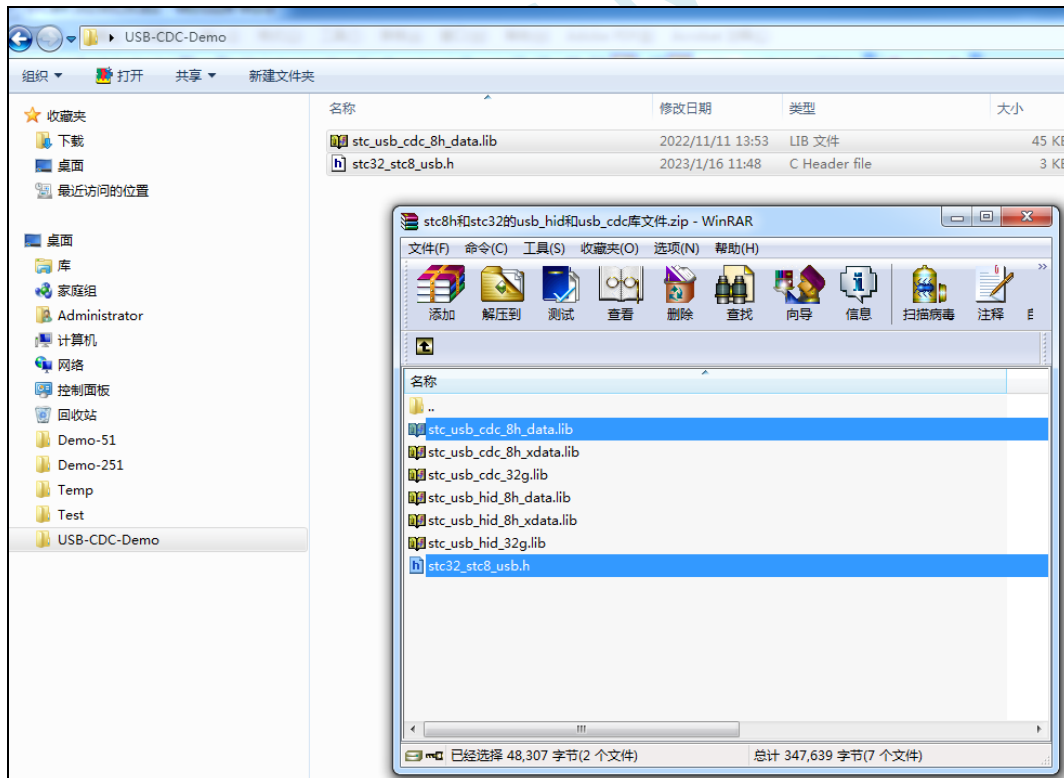 USB-CDC-Demo
组织 打开 共享 新建文件夹
名称 修改日期 类型 大小
stc_usb_cdc_8h_data.lib 2022/11/11 13:53 LIB 文件 45 KB
stc32_stc8_usb.h 2023/1/16 11:48 C Header file 3 KB
收藏夹
下载
桌面
最近访问的位置
桌面
库
家庭组
Administrator
计算机
网络
控制面板
回收站
Demo-51
Demo-251
Temp
Test
USB-CDC-Demo
stc8h和stc32的usb_hid和usb_cdc库文件.zip - WinRAR
文件(F) 命令(C) 工具(S) 收藏夹(O) 选项(N) 帮助(H)
添加 解压到 测试 查看 删除 查找 向导 信息 扫描病毒 注释
名称
..
stc_usb_cdc_8h_data.lib
stc_usb_cdc_8h_xdata.lib
stc_usb_cdc_32g.lib
stc_usb_hid_8h_data.lib
stc_usb_hid_8h_xdata.lib
stc_usb_hid_32g.lib
stc32_stc8_usb.h
已经选择 48,307 字节(2 个文件) 总计 347,639 字节(7 个文件)